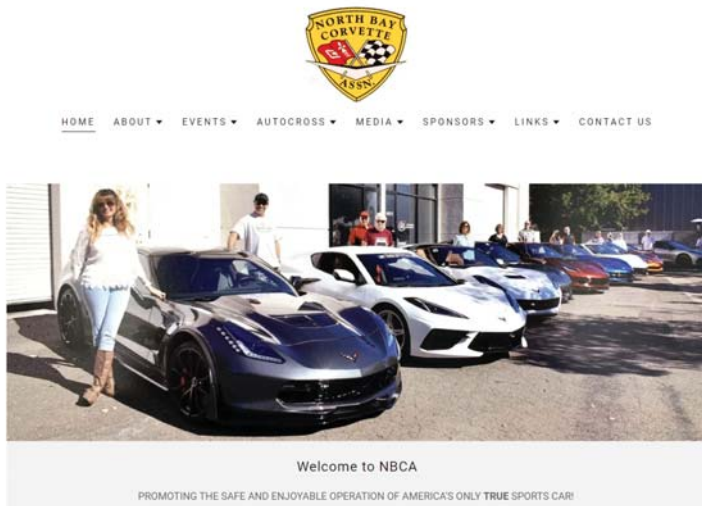 NORTH BAY
CORVETTE
ASSN.
HOME ABOUT EVENTS AUTOCROSS MEDIA SPONSORS LINKS CONTACT US
Welcome to NBCA
PROMOTING THE SAFE AND ENJOYABLE OPERATION OF AMERICA'S ONLY TRUE SPORTS CAR!